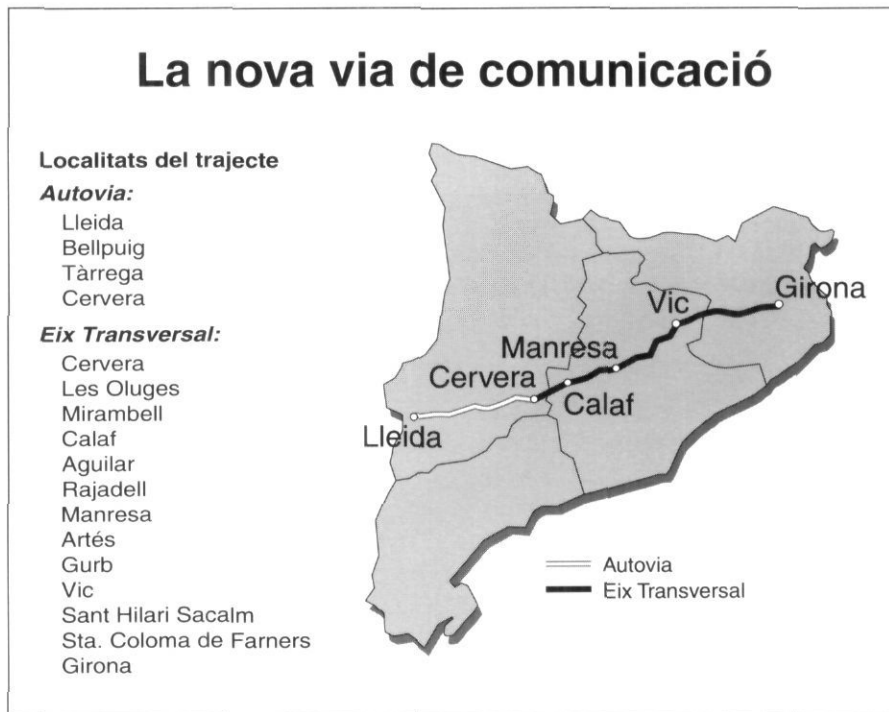 La nova via de comunicació
Localitats del trajecte
Autovia:
Lleida
Bellpuig
Tàrrega
Cervera
Eix Transversal:
Cervera
Les Oluges
Mirambell
Calaf
Aguilar
Rajadell
Manresa
Artés
Gurb
Vic
Sant Hilari Sacalm
Sta. Coloma de Farners
Girona
Girona
Vic
Manresa
Cervera
Calaf
Lleida
Autovia
Eix Transversal